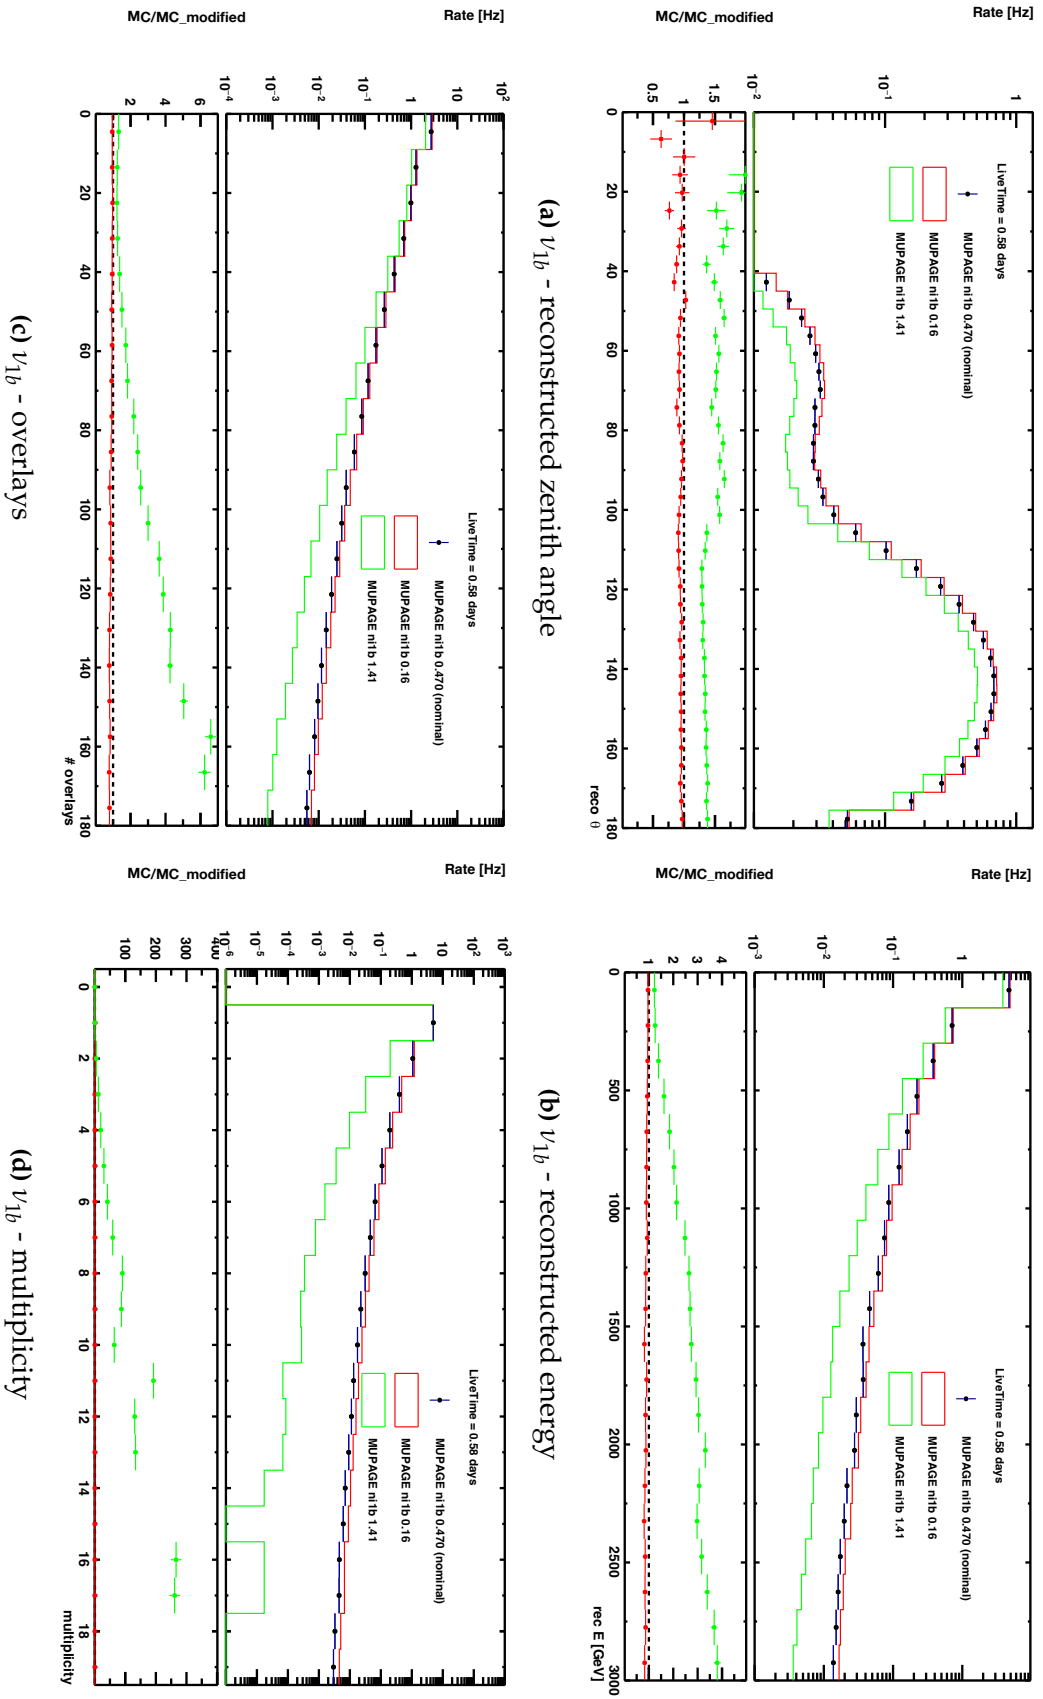 Rate [Hz]
1
10⁻¹
10⁻²
LiveTime = 0.58 days
MUPAGE ni1b 0.470 (nominal)
MUPAGE ni1b 0.16
MUPAGE ni1b 1.41
MC/MC_modified
1.5
1
0.5
0 20 40 60 80 100 120 140 160 180
reco θ
(a) ν1b - reconstructed zenith angle
Rate [Hz]
1
10⁻¹
10⁻²
10⁻³
LiveTime = 0.58 days
MUPAGE ni1b 0.470 (nominal)
MUPAGE ni1b 0.16
MUPAGE ni1b 1.41
MC/MC_modified
4
3
2
1
0 500 1000 1500 2000 2500 3000
rec E [GeV]
(b) ν1b - reconstructed energy
Rate [Hz]
10²
10
1
10⁻¹
10⁻²
10⁻³
10⁻⁴
LiveTime = 0.58 days
MUPAGE ni1b 0.470 (nominal)
MUPAGE ni1b 0.16
MUPAGE ni1b 1.41
MC/MC_modified
6
4
2
0 20 40 60 80 100 120 140 160 180
# overlays
(c) ν1b - overlays
Rate [Hz]
10³
10²
10
1
10⁻¹
10⁻²
10⁻³
10⁻⁴
10⁻⁵
10⁻⁶
LiveTime = 0.58 days
MUPAGE ni1b 0.470 (nominal)
MUPAGE ni1b 0.16
MUPAGE ni1b 1.41
MC/MC_modified
400
300
200
100
0 2 4 6 8 10 12 14 16 18
multiplicity
(d) ν1b - multiplicity